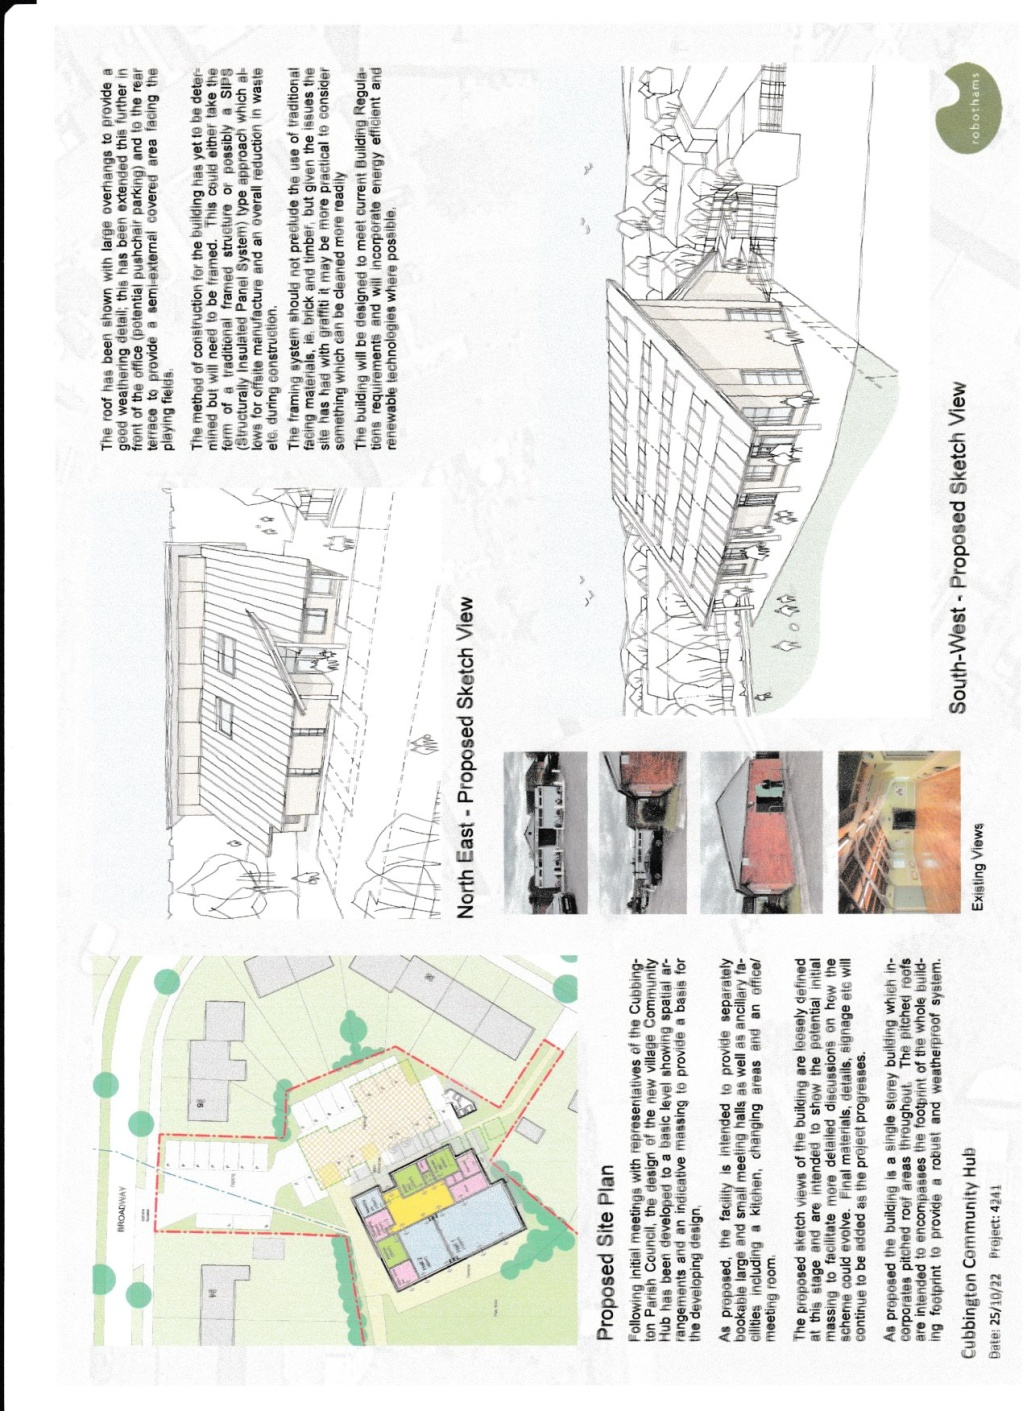 BROADWAY
Proposed Site Plan
Following initial meetings with representatives of the Cubbing-
ton Parish Council, the design of the new village Community
Hub has been developed to a basic level showing spatial ar-
rangements and an indicative massing to provide a basis for
the developing design.
As proposed, the facility is intended to provide separately
bookable large and small meeting halls as well as ancillary fa-
cilities including a kitchen, changing areas and an office/
meeting room.
The proposed sketch views of the building are loosely defined
at this stage and are intended to show the potential initial
massing to facilitate more detailed discussions on how the
scheme could evolve. Final materials, details, signage etc will
continue to be added as the project progresses.
As proposed the building is a single storey building which in-
corporates pitched roof areas throughout. The pitched roofs
are intended to encompasses the footprint of the whole build-
ing footprint to provide a robust and weatherproof system.
Cubbington Community Hub
Date: 25/10/22 Project: 4241
North East - Proposed Sketch View
Existing Views
The roof has been shown with large overhangs to provide a
good weathering detail; this has been extended this further in
front of the office (potential pushchair parking) and to the rear
terrace to provide a semi-external covered area facing the
playing fields.
The method of construction for the building has yet to be deter-
mined but will need to be framed. This could either take the
form of a traditional framed structure or possibly a SIPS
(Structurally Insulated Panel System) type approach which al-
lows for offsite manufacture and an overall reduction in waste
etc. during construction.
The framing system should not preclude the use of traditional
facing materials, ie. brick and timber, but given the issues the
site has had with graffiti it may be more practical to consider
something which can be cleaned more readily
The building will be designed to meet current Building Regula-
tions requirements and will incorporate energy efficient and
renewable technologies where possible.
South-West - Proposed Sketch View
robothams